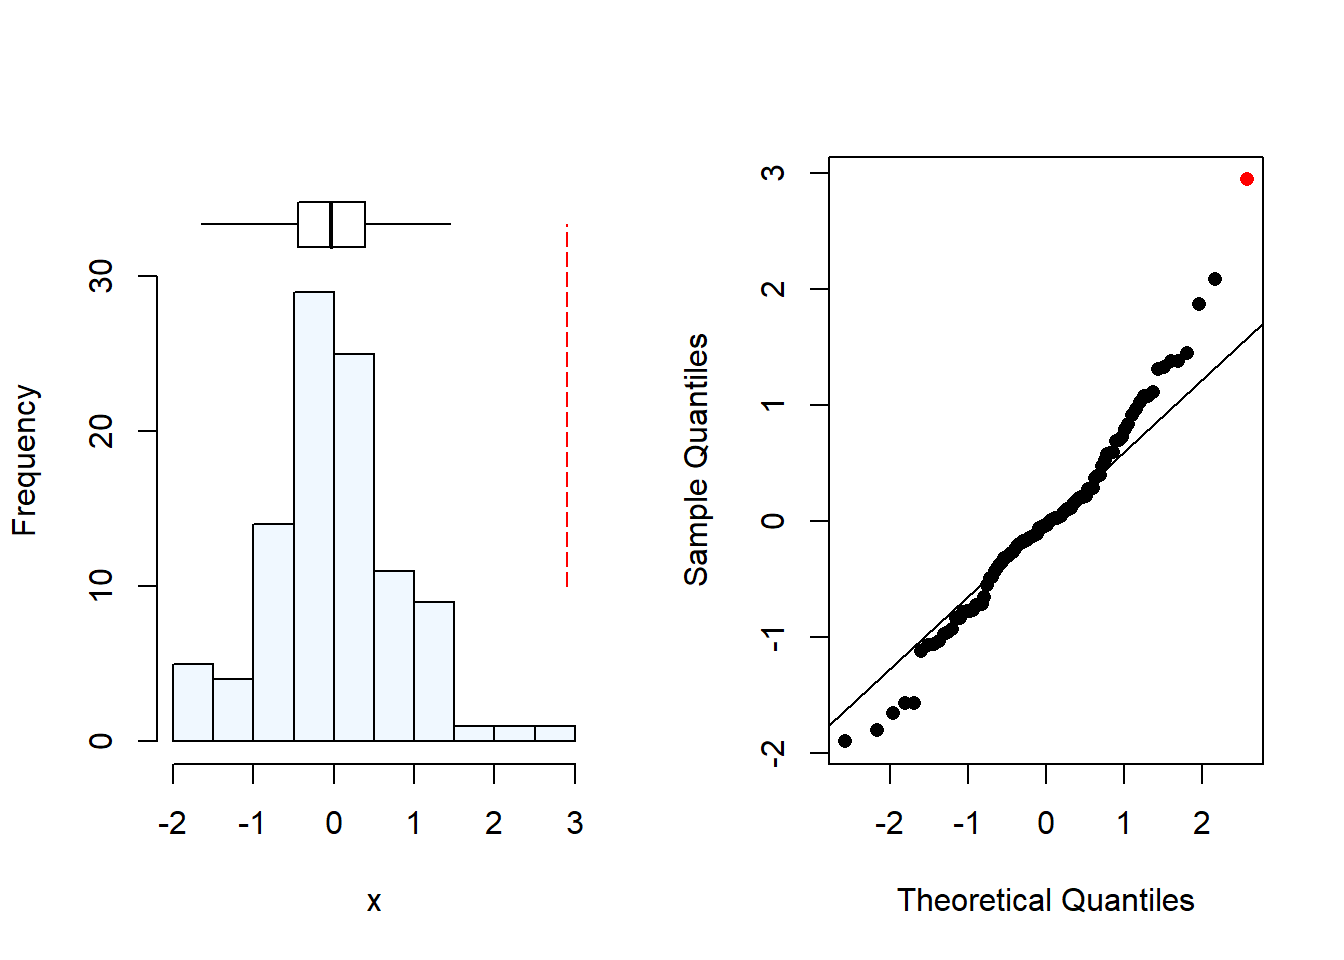 Frequency
0 10 20 30
-2 -1 0 1 2 3
x
Sample Quantiles
-2 -1 0 1 2 3
-2 -1 0 1 2
Theoretical Quantiles